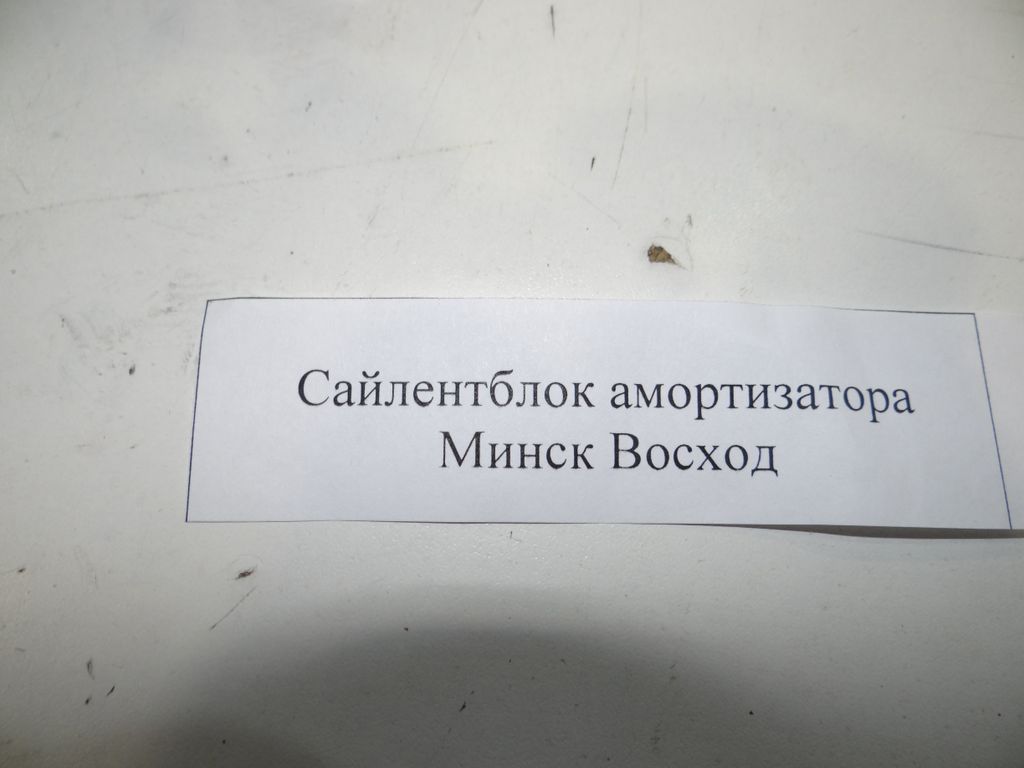 Сайлентблок амортизатора
Минск Восход